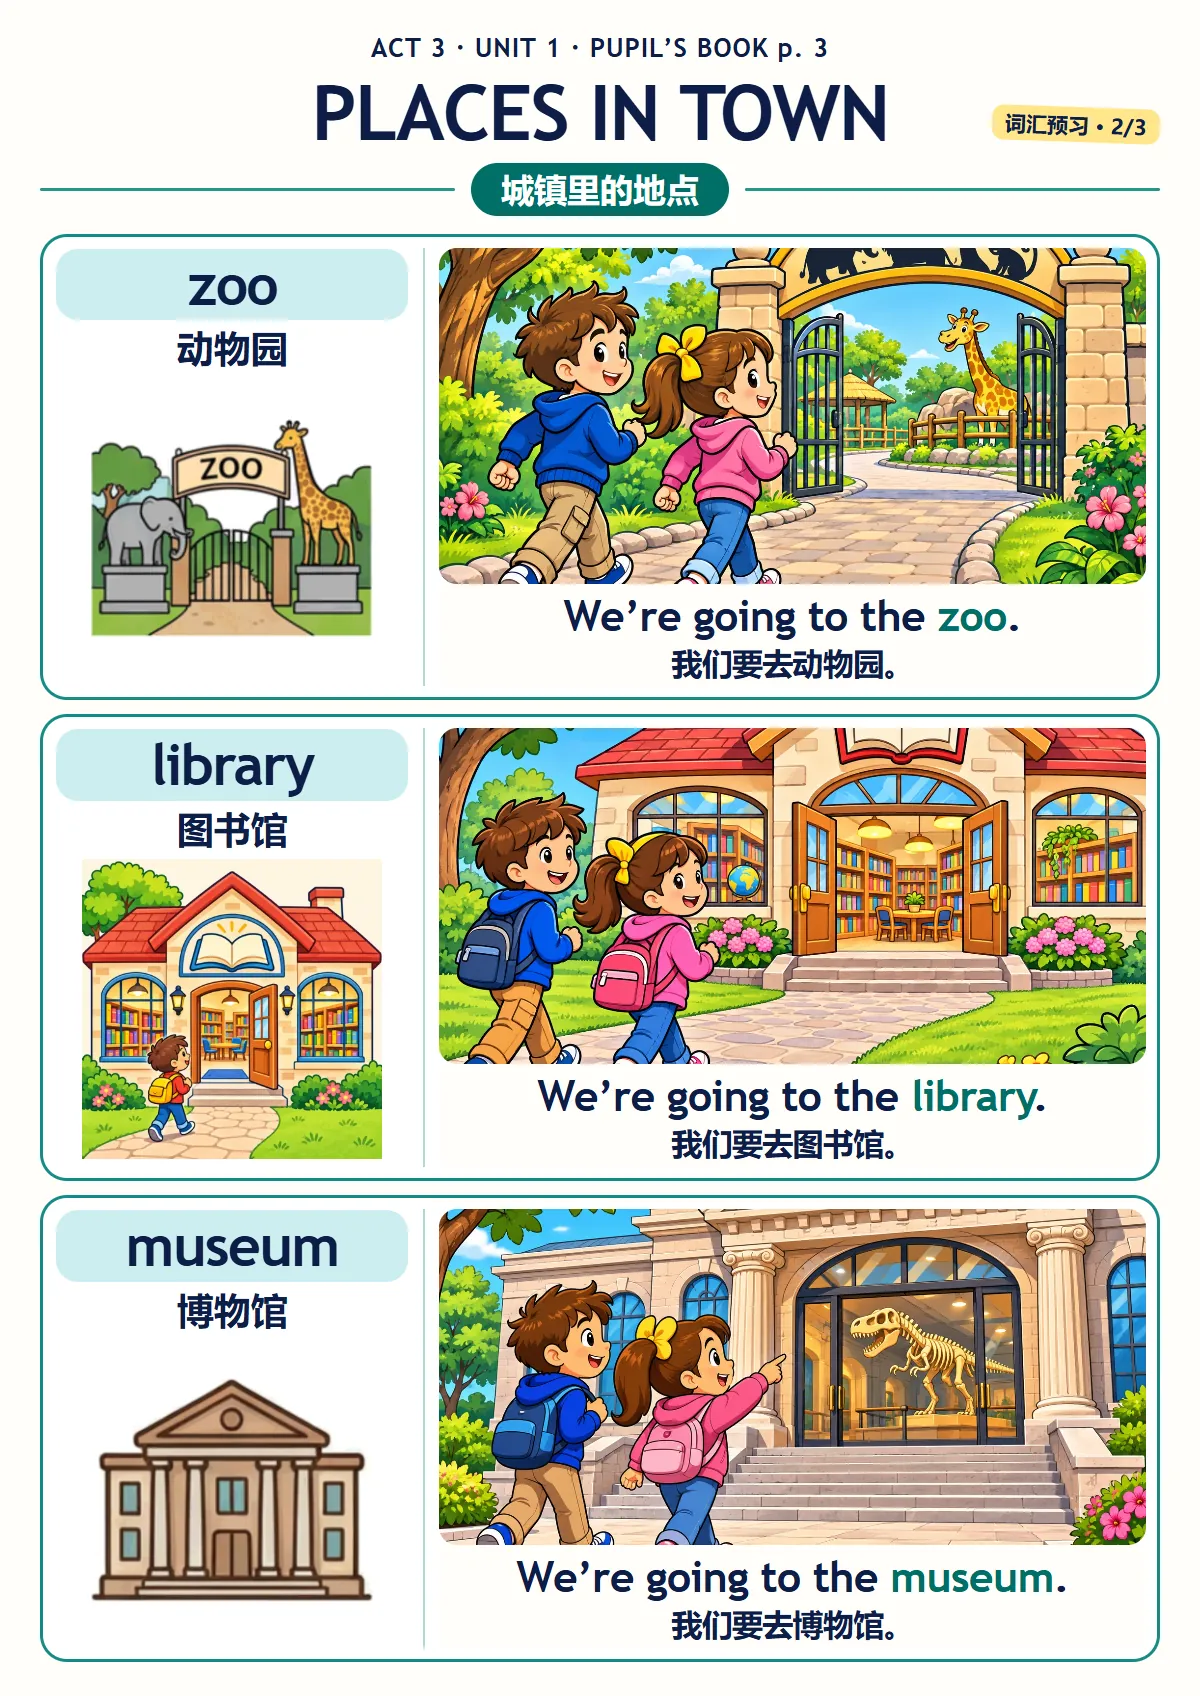 ACT 3 · UNIT 1 · PUPIL’S BOOK p. 3
PLACES IN TOWN
词汇预习 · 2/3
城镇里的地点
zoo
动物园
ZOO
We’re going to the zoo.
我们要去动物园。
library
图书馆
We’re going to the library.
我们要去图书馆。
museum
博物馆
We’re going to the museum.
我们要去博物馆。